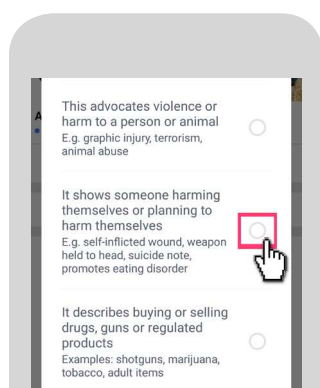 A
This advocates violence or
harm to a person or animal
E.g. graphic injury, terrorism,
animal abuse
It shows someone harming
themselves or planning to
harm themselves
E.g. self-inflicted wound, weapon
held to head, suicide note,
promotes eating disorder
It describes buying or selling
drugs, guns or regulated
products
Examples: shotguns, marijuana,
tobacco, adult items